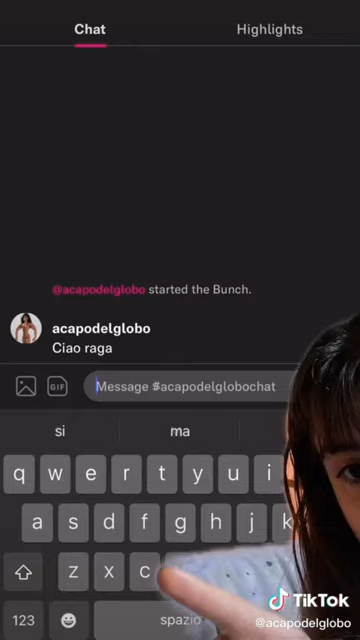 Chat Highlights
@acapodelglobo started the Bunch.
acapodelglobo
Ciao raga
GIF Message #acapodelglobochat
si ma
q w e r t y u i
a s d f g h j k
z x c
123 spazio
TikTok
@acapodelglobo